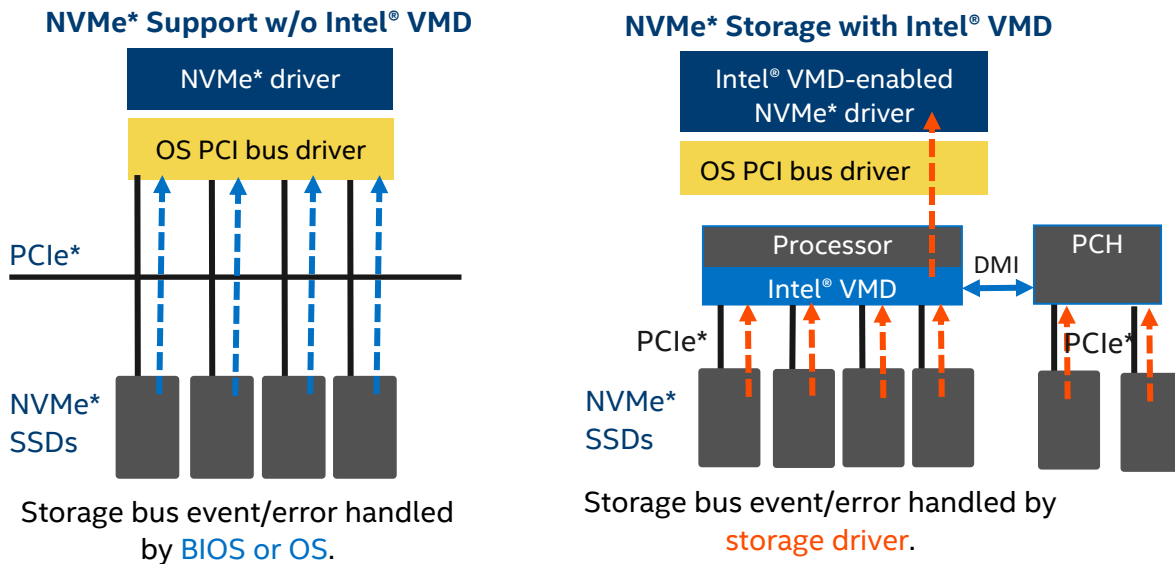 NVMe* Support w/o Intel® VMD
NVMe* driver
OS PCI bus driver
PCIe*
NVMe*
SSDs
Storage bus event/error handled
by BIOS or OS.
NVMe* Storage with Intel® VMD
Intel® VMD-enabled
NVMe* driver
OS PCI bus driver
Processor
Intel® VMD
DMI
PCH
PCIe*
PCIe*
NVMe*
SSDs
Storage bus event/error handled by
storage driver.